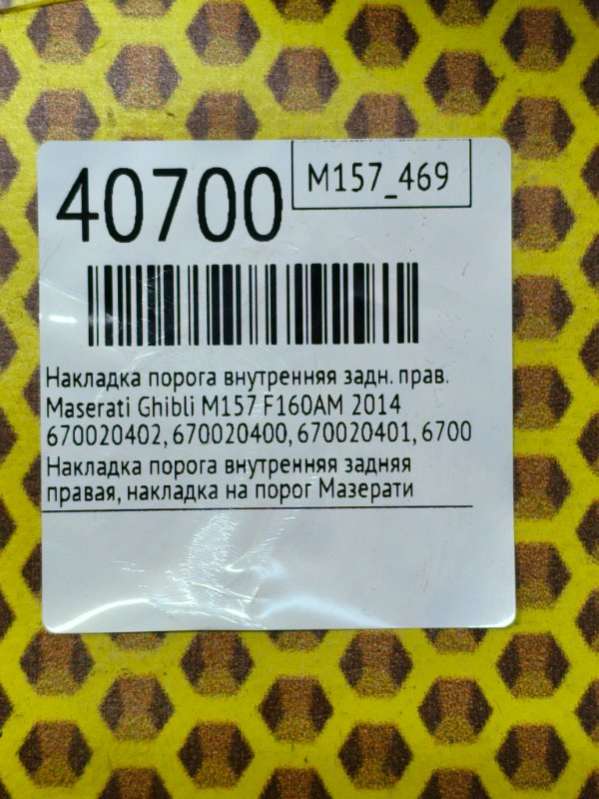 40700
M157_469
Накладка порога внутренняя задн. прав.
Maserati Ghibli M157 F160AM 2014
670020402, 670020400, 670020401, 6700
Накладка порога внутренняя задняя
правая, накладка на порог Мазерати